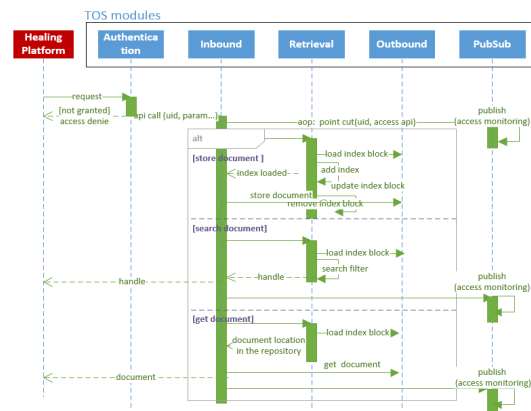 TOS modules
Healing
Platform
Authentica
tion
Inbound
Retrieval
Outbound
PubSub
request
[not granted]
access denie
api call (uid, param...)
aop: point cut(uid, access api)
publish
(access monitoring)
alt
[store document ]
load index block
add index
index loaded
update index block
store document
remove index block
[search document]
load index block
search filter
handle
handle
publish
(access monitoring)
[get document]
load index block
document location
in the repository
get document
document
publish
(access monitoring)